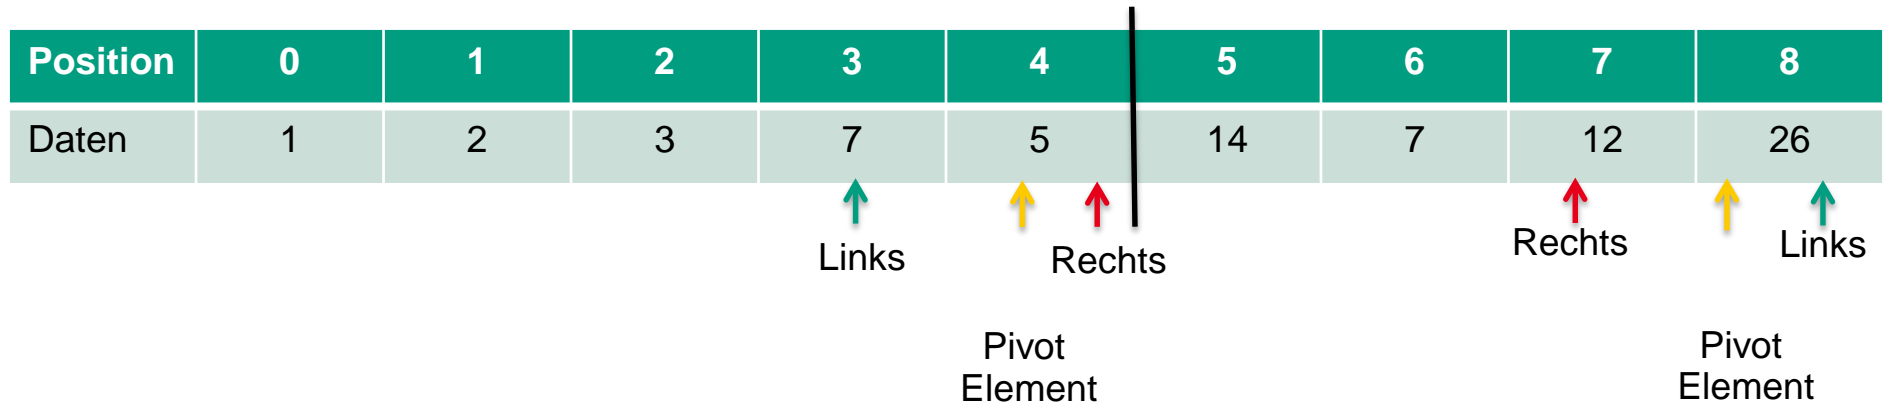 Position 0 1 2 3 4 5 6 7 8
Daten 1 2 3 7 5 14 7 12 26
Links Rechts Rechts Links
Pivot Element Pivot Element